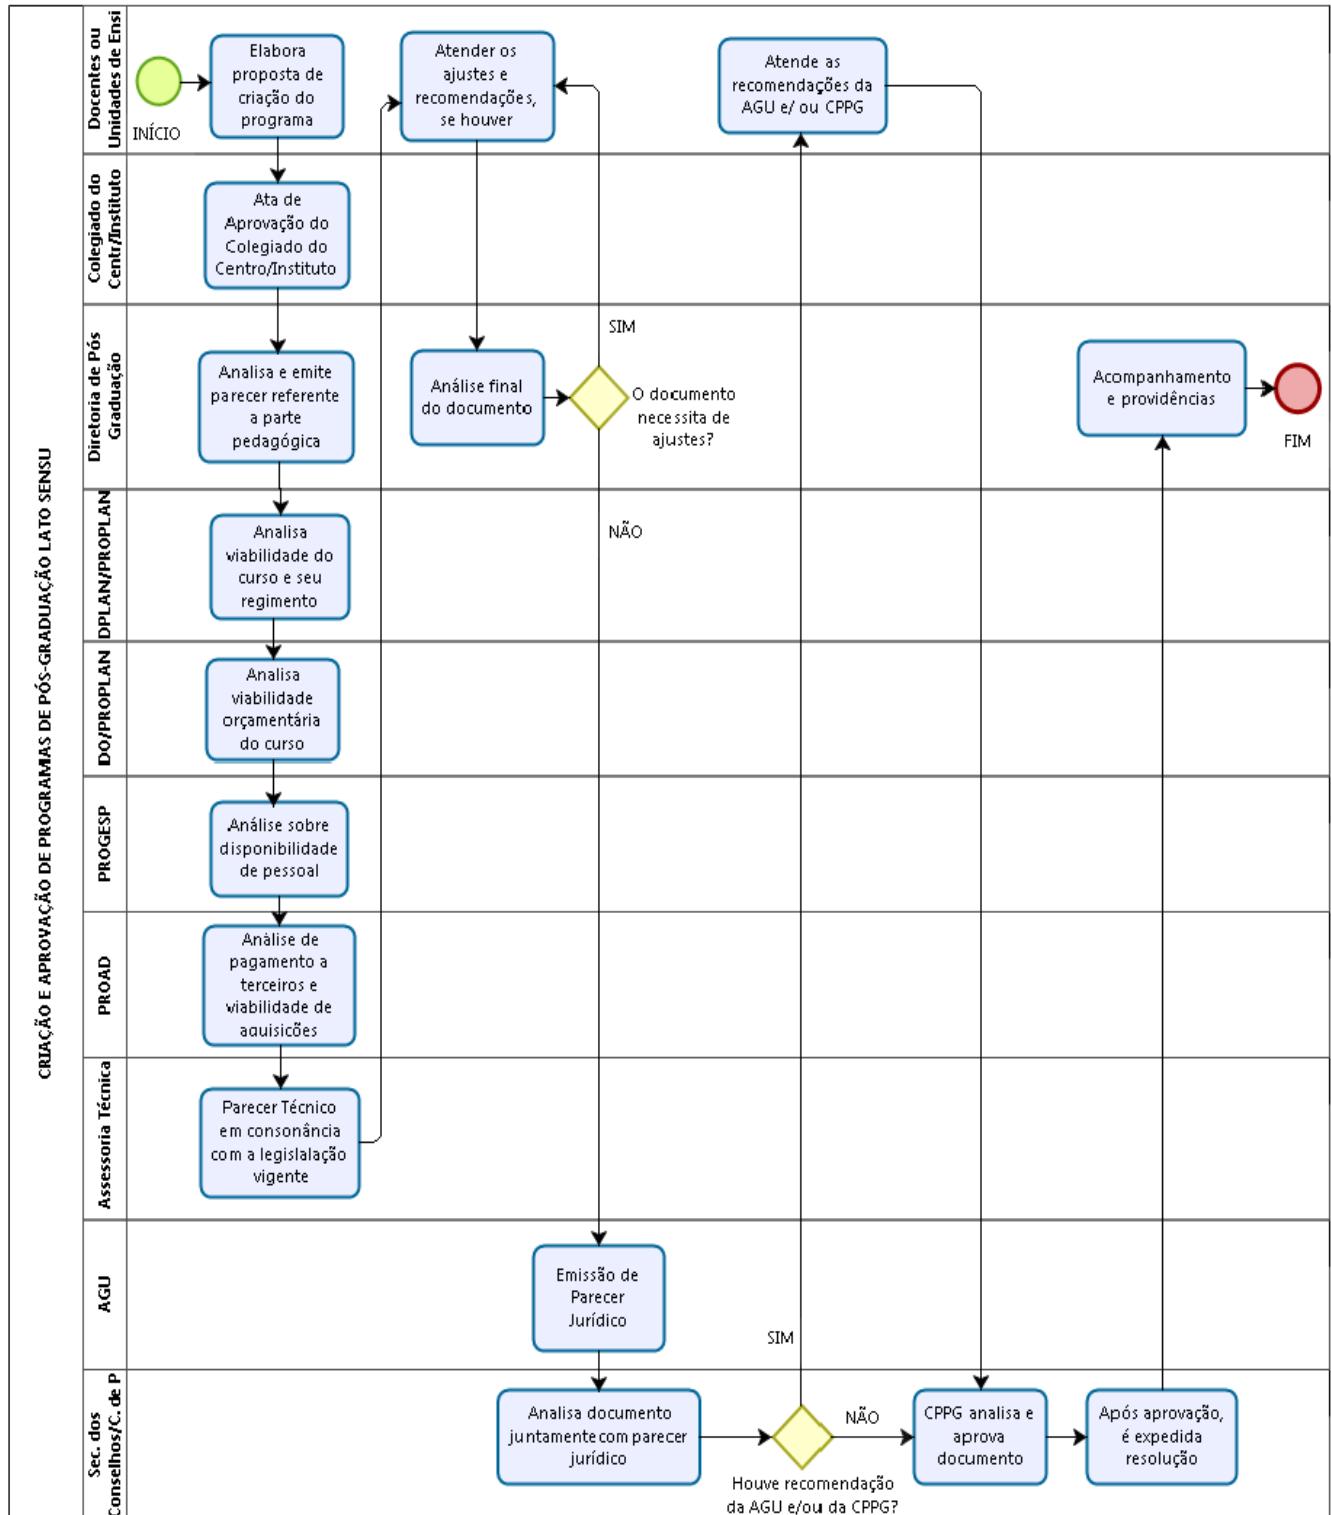 CRIAÇÃO E APROVAÇÃO DE PROGRAMAS DE PÓS-GRADUAÇÃO LATO SENSU
Docentes ou
Unidades de Ensi
INÍCIO
Elabora
proposta de
criação do
programa
Atender os
ajustes e
recomendações,
se houver
Atende as
recomendações da
AGU e/ ou CPPG
Colegiado do
Centr/Instituto
Ata de
Aprovação do
Colegiado do
Centro/Instituto
Diretoria de Pós
Graduação
Analisa e emite
parecer referente
a parte
pedagógica
Análise final
do documento
SIM
O documento
necessita de
ajustes?
NÃO
Acompanhamento
e providências
FIM
DPLAN/PROPLAN
Analisa
viabilidade do
curso e seu
regimento
DO/PROPLAN
Analisa
viabilidade
orçamentária
do curso
PROGESP
Análise sobre
disponibilidade
de pessoal
PROAD
Análise de
pagamento a
terceiros e
viabilidade de
aquisições
Assessoria Técnica
Parecer Técnico
em consonância
com a legislalação
vigente
AGU
Emissão de
Parecer
Jurídico
SIM
Sec. dos
Conselhos/C. de P
Analisa documento
juntamente com parecer
jurídico
NÃO
Houve recomendação
da AGU e/ou da CPPG?
CPPG analisa e
aprova
documento
Após aprovação,
é expedida
resolução